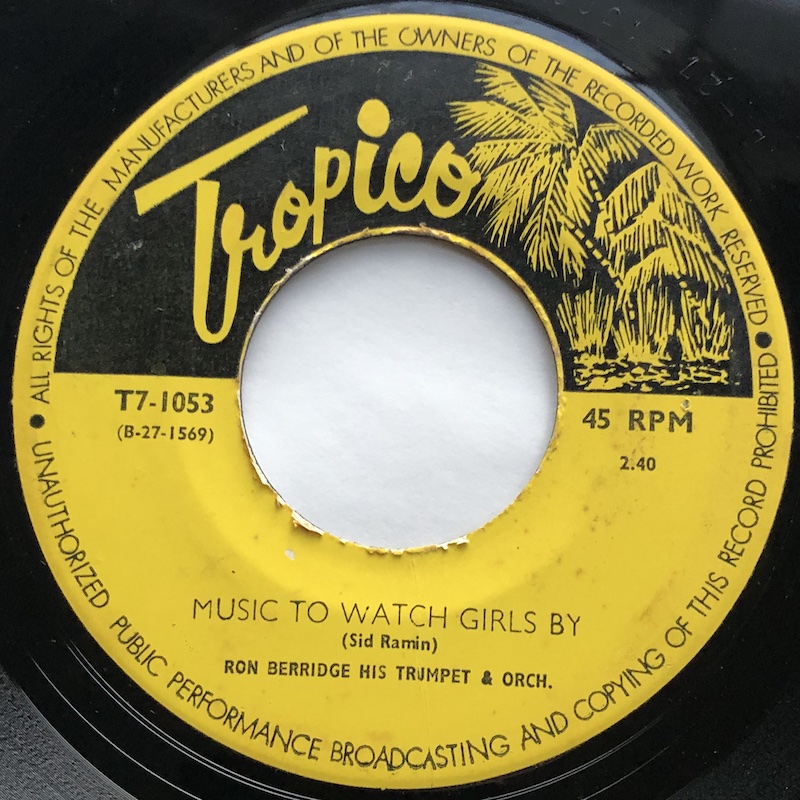 ALL RIGHTS OF THE MANUFACTURERS AND OF THE OWNERS OF THE RECORDED WORK RESERVED
Tropico
T7-1053
(B-27-1569)
45 RPM
2.40
MUSIC TO WATCH GIRLS BY
(Sid Ramin)
RON BERRIDGE HIS TRUMPET & ORCH.
UNAUTHORIZED PUBLIC PERFORMANCE BROADCASTING AND COPYING OF THIS RECORD PROHIBITED